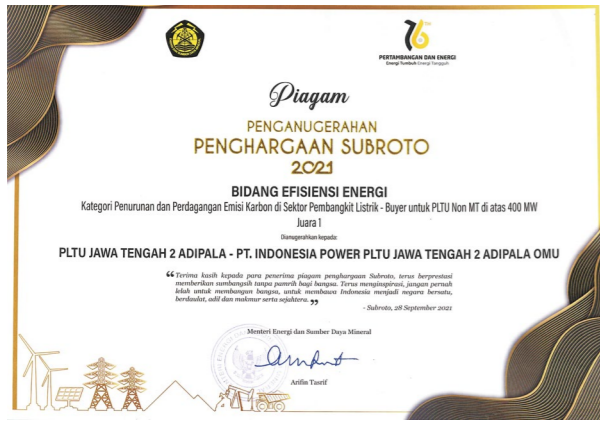 76
PERTAMBANGAN DAN ENERGI
Energi Tumbuh Energi Tangguh
Piagam
PENGANUGERAHAN
PENGHARGAAN SUBROTO
2021
BIDANG EFISIENSI ENERGI
Kategori Penurunan dan Perdagangan Emisi Karbon di Sektor Pembangkit Listrik - Buyer untuk PLTU Non MT di atas 400 MW
Juara 1
Dianugerahkan kepada:
PLTU JAWA TENGAH 2 ADIPALA - PT. INDONESIA POWER PLTU JAWA TENGAH 2 ADIPALA OMU
“Terima kasih kepada para penerima piagam penghargaan Subroto, terus berprestasi
memberikan sumbangsih tanpa pamrih bagi bangsa. Terus menginspirasi, jangan pernah
lelah untuk membangun bangsa, untuk membawa Indonesia menjadi negara bersatu,
berdaulat, adil dan makmur serta sejahtera.”
- Subroto, 28 September 2021
Menteri Energi dan Sumber Daya Mineral
Arifin Tasrif